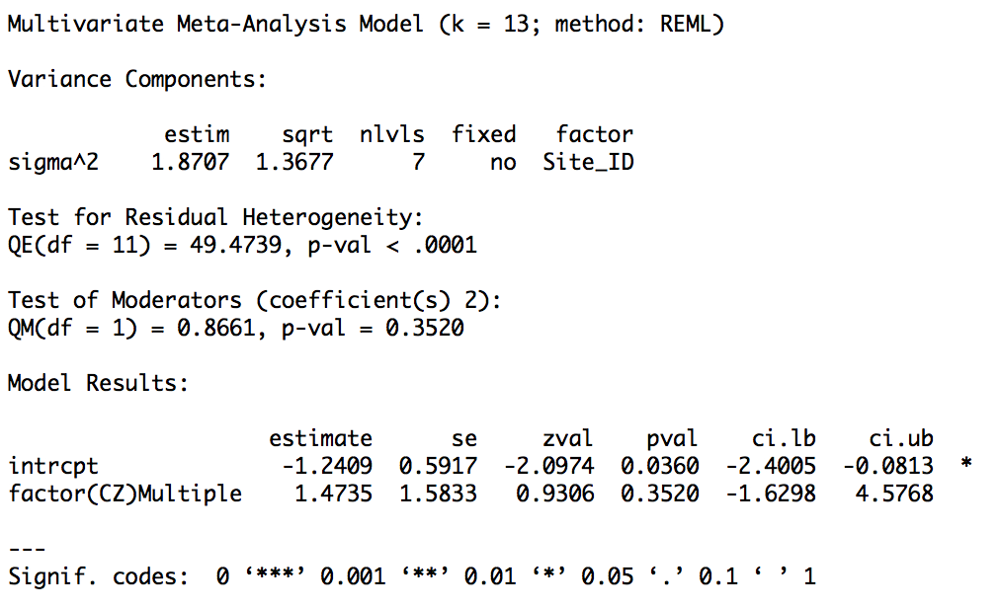 Multivariate Meta-Analysis Model (k = 13; method: REML)
Variance Components:
estim sqrt nlvls fixed factor
sigma^2 1.8707 1.3677 7 no Site_ID
Test for Residual Heterogeneity:
QE(df = 11) = 49.4739, p-val < .0001
Test of Moderators (coefficient(s) 2):
QM(df = 1) = 0.8661, p-val = 0.3520
Model Results:
estimate se zval pval ci.lb ci.ub
intrcpt -1.2409 0.5917 -2.0974 0.0360 -2.4005 -0.0813 *
factor(CZ)Multiple 1.4735 1.5833 0.9306 0.3520 -1.6298 4.5768
---
Signif. codes: 0 ‘***’ 0.001 ‘**’ 0.01 ‘*’ 0.05 ‘.’ 0.1 ‘ ’ 1